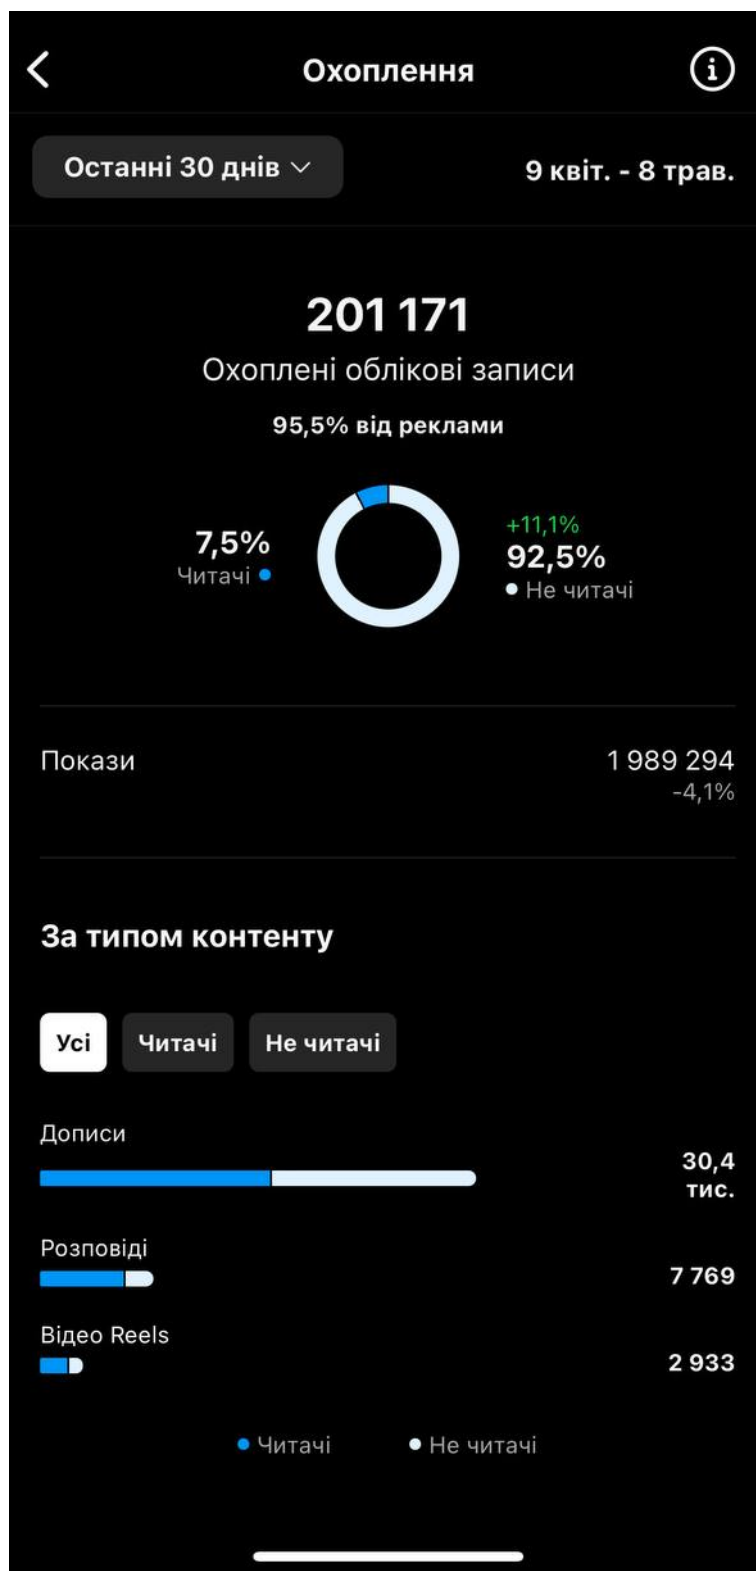 Охоплення
Останні 30 днів
9 квіт. - 8 трав.
201 171
Охоплені облікові записи
95,5% від реклами
7,5%
Читачі
+11,1%
92,5%
Не читачі
Покази
1 989 294
-4,1%
За типом контенту
Усі
Читачі
Не читачі
Дописи
30,4
тис.
Розповіді
7 769
Відео Reels
2 933
Читачі
Не читачі